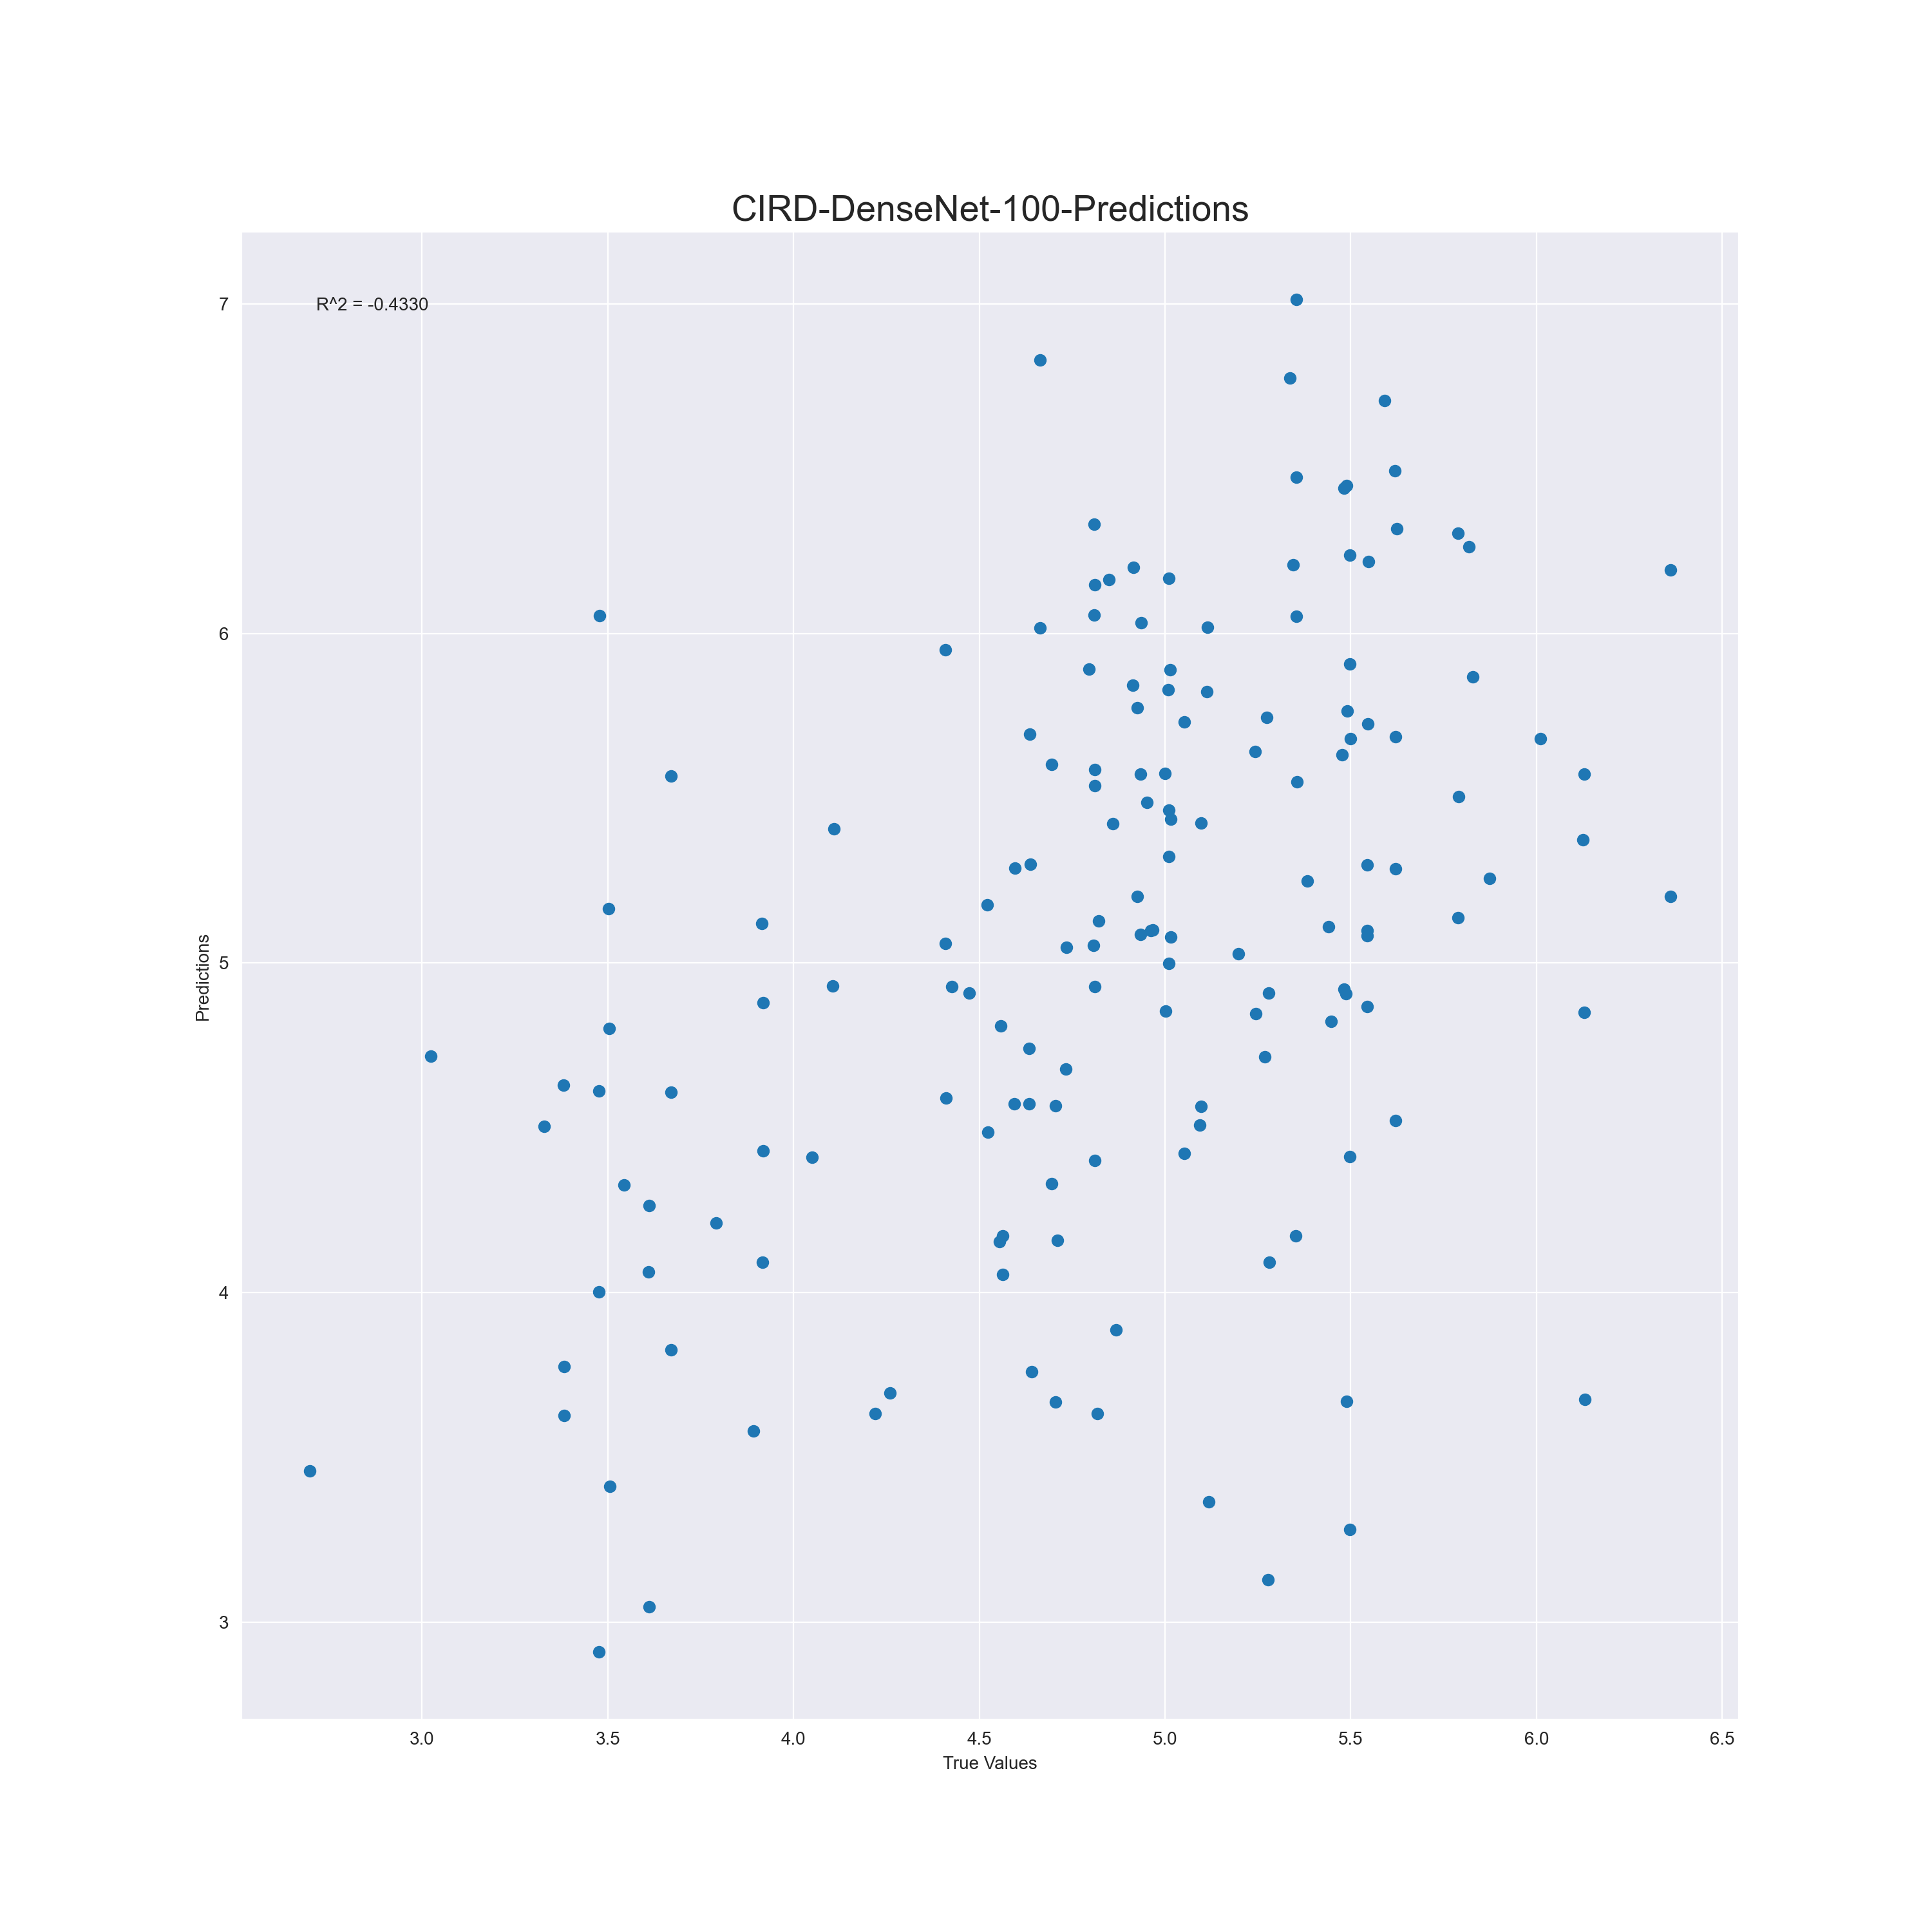 CIRD-DenseNet-100-Predictions
R^2 = -0.4330
7
6
5
4
3
Predictions
3.0 3.5 4.0 4.5 5.0 5.5 6.0 6.5
True Values